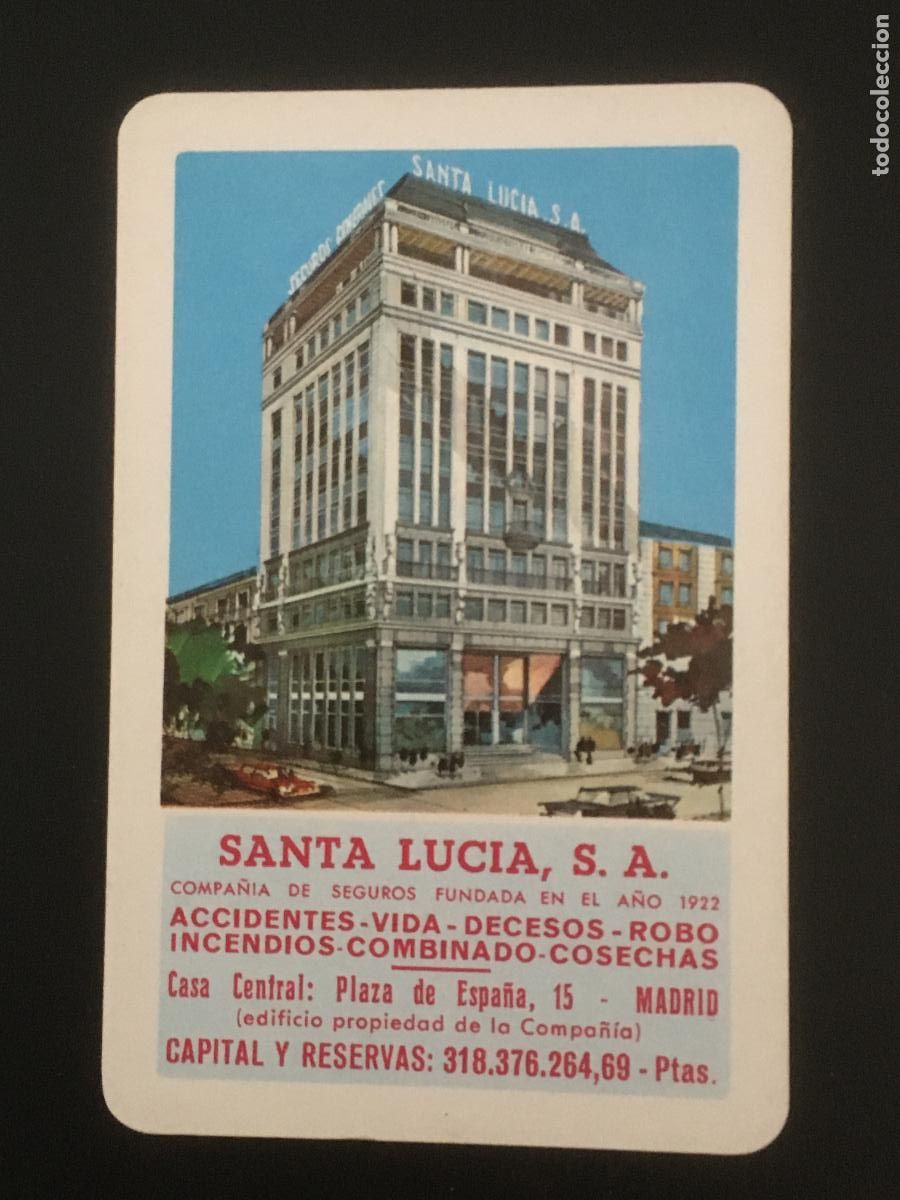 todocoleccion
SANTA LUCIA, S.A.
SEGUROS GENERALES
SANTA LUCIA, S. A.
COMPAÑIA DE SEGUROS FUNDADA EN EL AÑO 1922
ACCIDENTES-VIDA-DECESOS-ROBO
INCENDIOS-COMBINADO-COSECHAS
Casa Central: Plaza de España, 15 - MADRID
(edificio propiedad de la Compañía)
CAPITAL Y RESERVAS: 318.376.264,69 - Ptas.